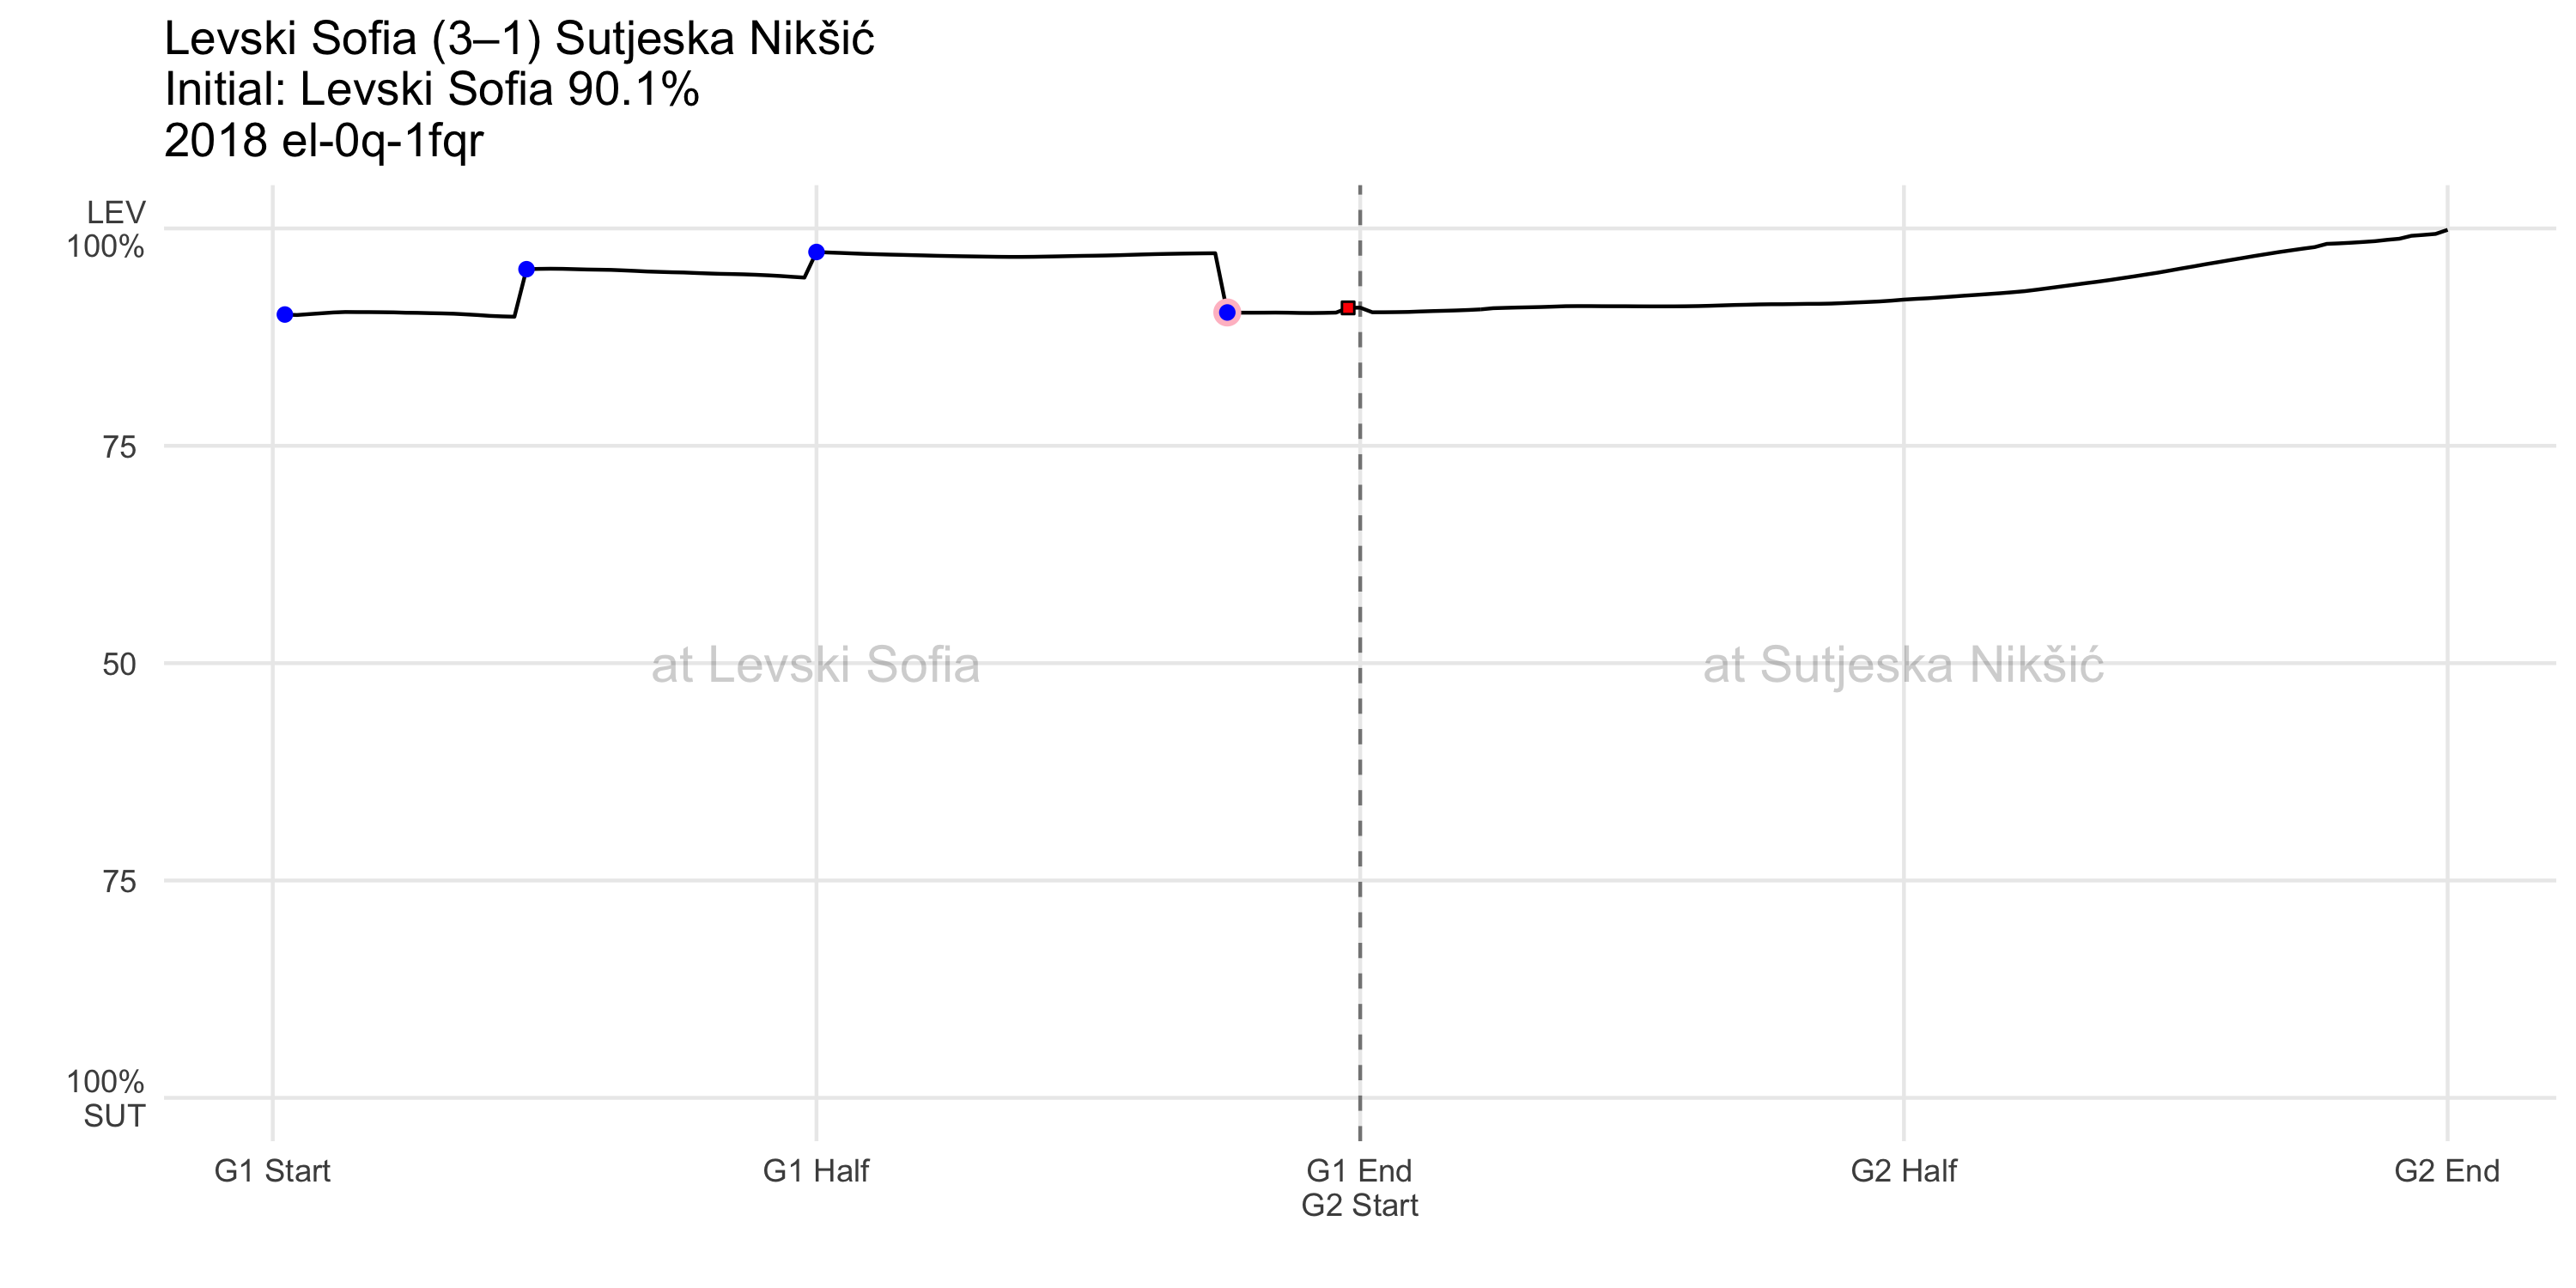 Levski Sofia (3–1) Sutjeska Nikšić
Initial: Levski Sofia 90.1%
2018 el-0q-1fqr
LEV
100%
75
50
at Levski Sofia
at Sutjeska Nikšić
75
100%
SUT
G1 Start
G1 Half
G1 End
G2 Start
G2 Half
G2 End